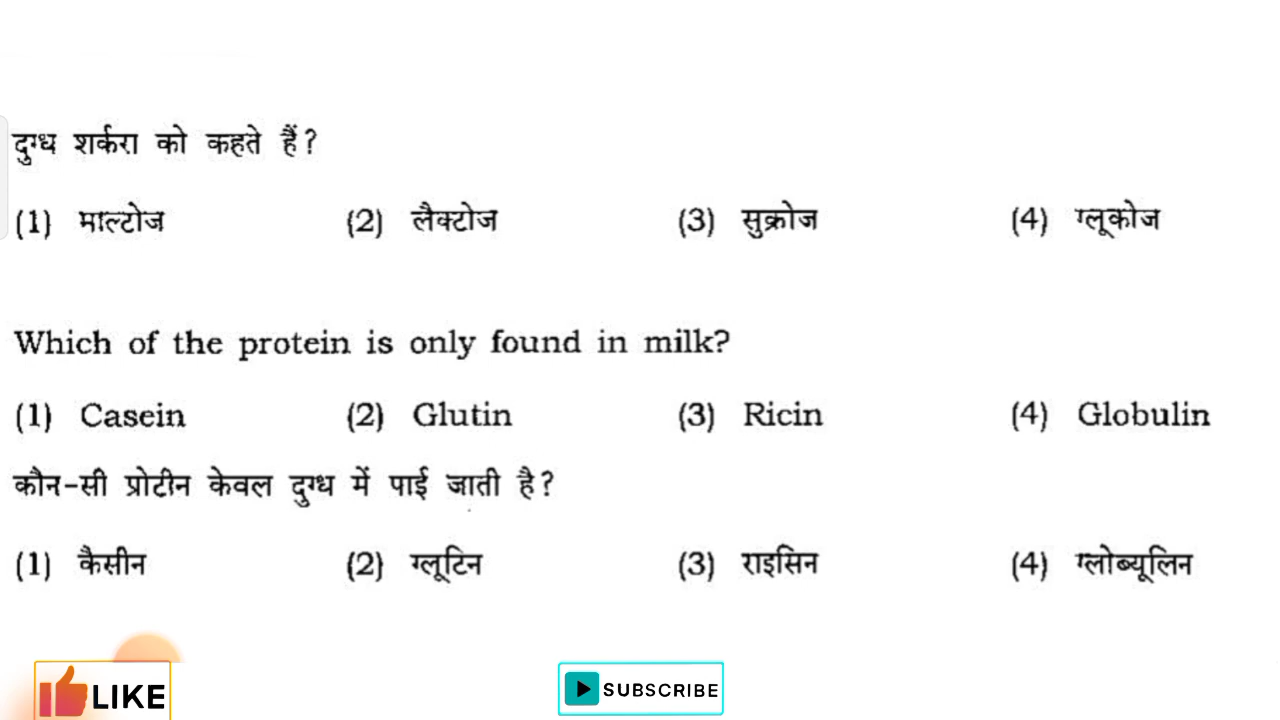 दुग्ध शर्करा को कहते हैं?
(1) माल्टोज (2) लैक्टोज (3) सुक्रोज (4) ग्लूकोज
Which of the protein is only found in milk?
(1) Casein (2) Glutin (3) Ricin (4) Globulin
कौन-सी प्रोटीन केवल दुग्ध में पाई जाती है?
(1) कैसीन (2) ग्लूटिन (3) राइसिन (4) ग्लोब्यूलिन
LIKE SUBSCRIBE